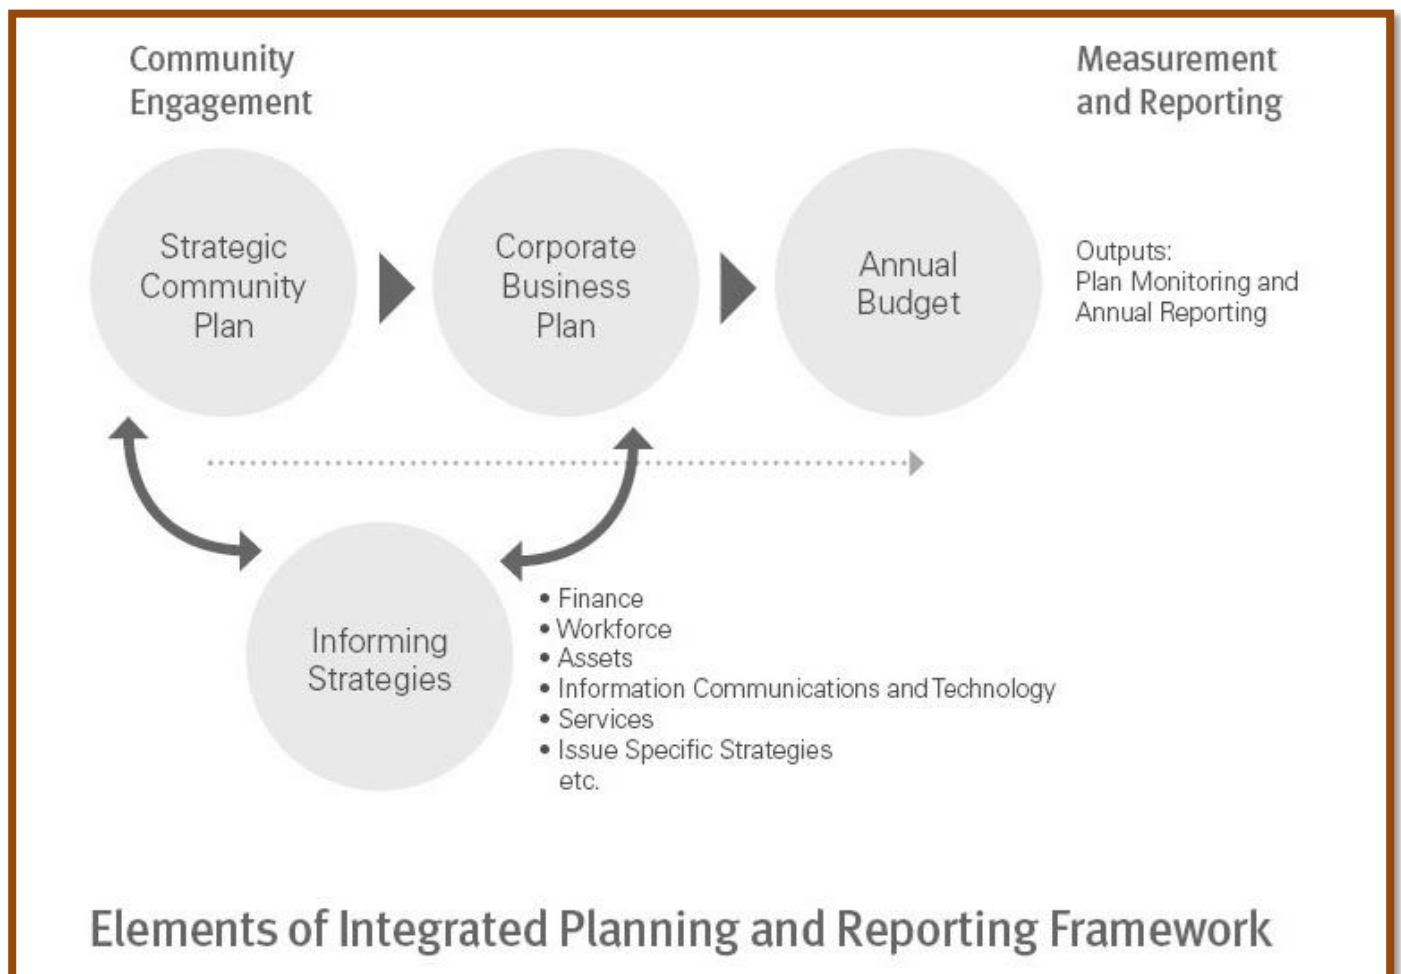 Community
Engagement
Measurement
and Reporting
Strategic
Community
Plan
Corporate
Business
Plan
Annual
Budget
Outputs:
Plan Monitoring and
Annual Reporting
Informing
Strategies
• Finance
• Workforce
• Assets
• Information Communications and Technology
• Services
• Issue Specific Strategies
etc.
Elements of Integrated Planning and Reporting Framework